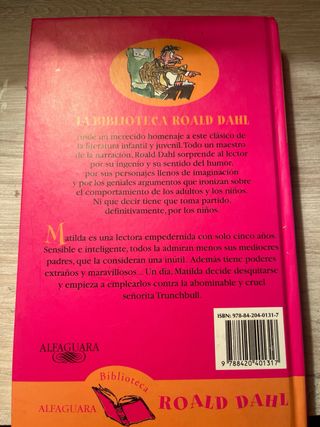 LA BIBLIOTECA ROALD DAHL
rinde un merecido homenaje a este clásico de
la literatura infantil y juvenil. Todo un maestro
de la narración, Roald Dahl sorprende al lector
por su ingenio y su sentido del humor,
por sus personajes llenos de imaginación
y por los geniales argumentos que ironizan sobre
el comportamiento de los adultos y los niños.
Ni que decir tiene que toma partido,
definitivamente, por los niños.
Matilda es una lectora empedernida con solo cinco años.
Sensible e inteligente, todos la admiran menos sus mediocres
padres, que la consideran una inútil. Además tiene poderes
extraños y maravillosos... Un día, Matilda decide desquitarse
y empieza a emplearlos contra la abominable y cruel
señorita Trunchbull.
ISBN: 978-84-204-0131-7
9 788420 401317
ALFAGUARA
Biblioteca
ALFAGUARA
ROALD DAHL